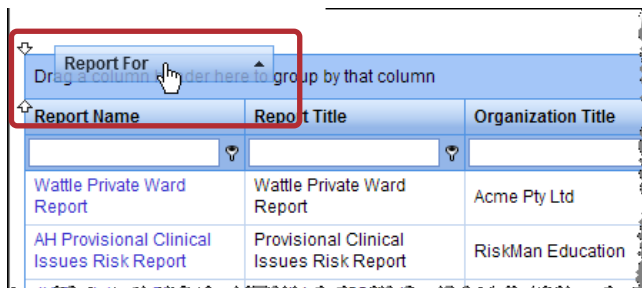 Report For
Drag a column header here to group by that column
Report Name Report Title Organization Title
Wattle Private Ward Report Wattle Private Ward Report Acme Pty Ltd
AH Provisional Clinical Issues Risk Report Provisional Clinical Issues Risk Report RiskMan Education